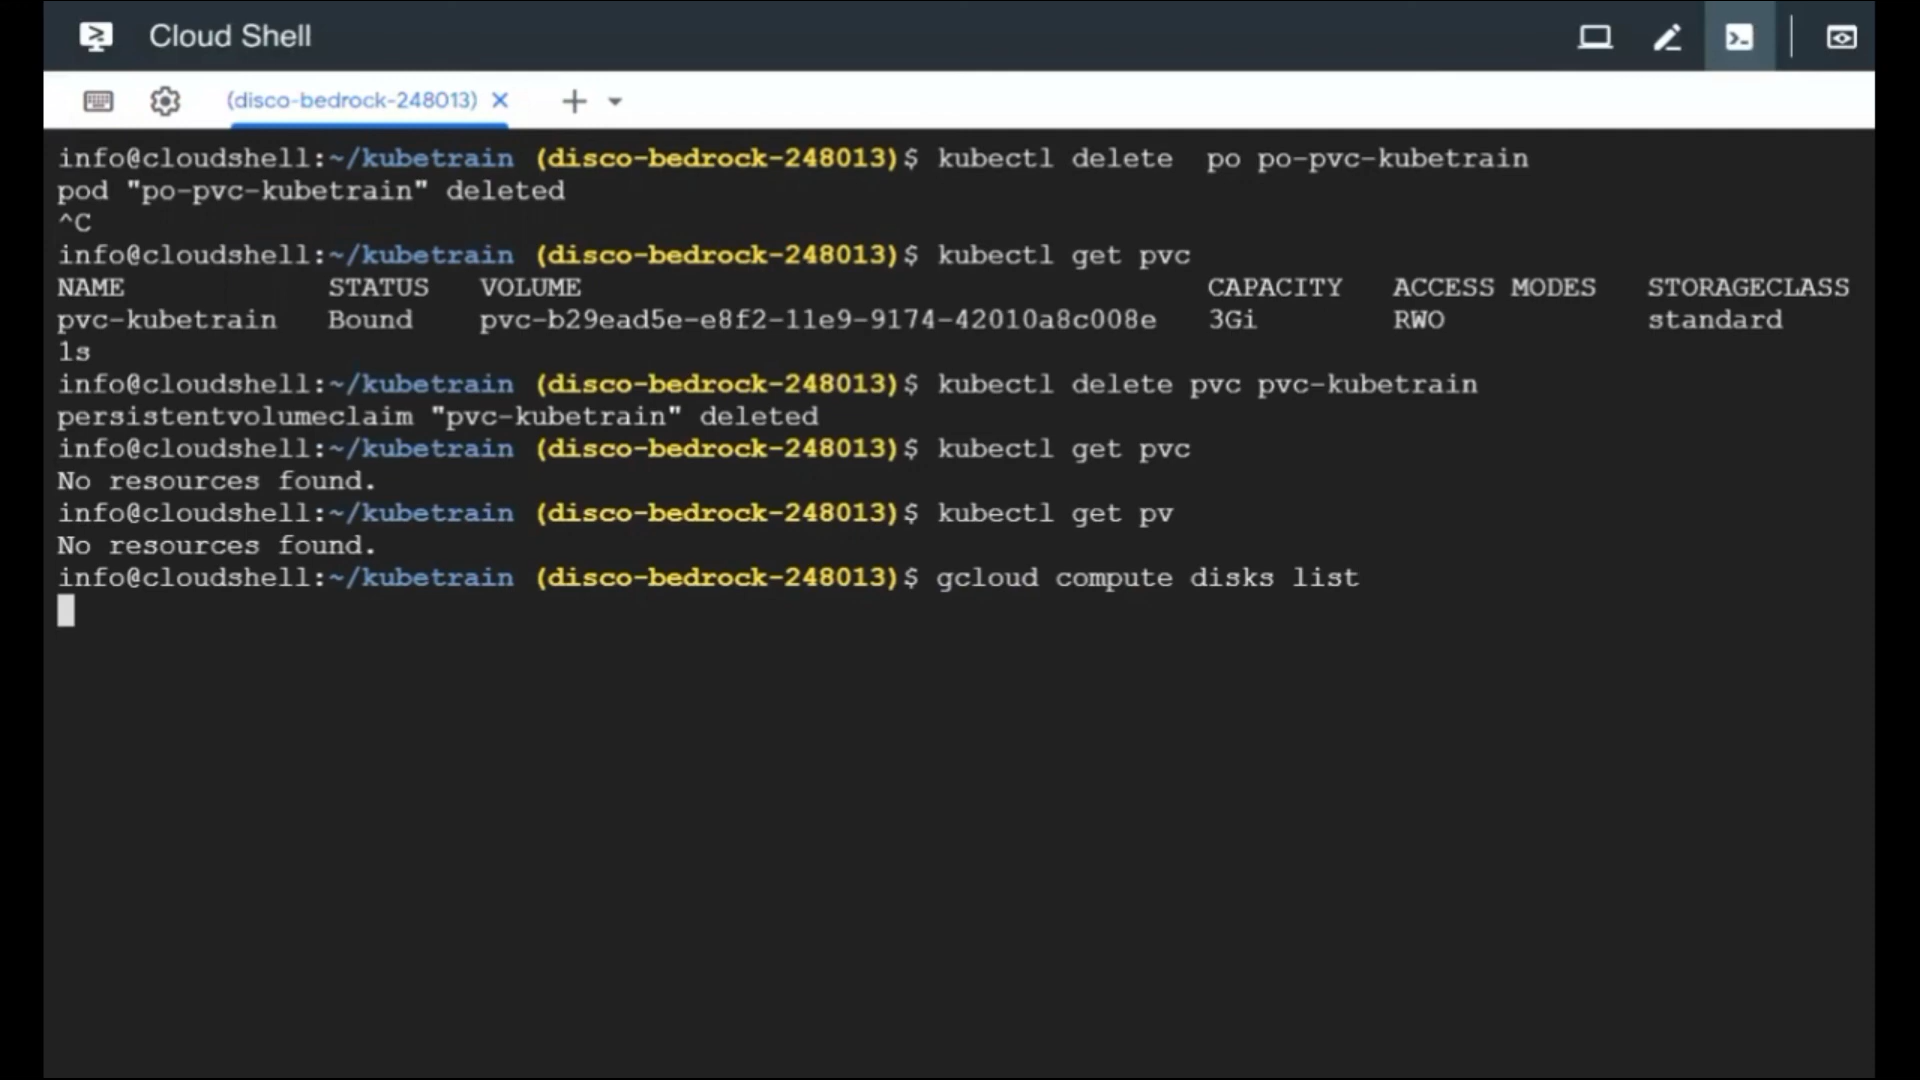 Cloud Shell
(disco-bedrock-248013)
info@cloudshell:~/kubetrain (disco-bedrock-248013)$ kubectl delete  po po-pvc-kubetrain
pod "po-pvc-kubetrain" deleted
^C
info@cloudshell:~/kubetrain (disco-bedrock-248013)$ kubectl get pvc
NAME STATUS VOLUME CAPACITY ACCESS MODES STORAGECLASS
pvc-kubetrain Bound pvc-b29ead5e-e8f2-11e9-9174-42010a8c008e 3Gi RWO standard
ls
info@cloudshell:~/kubetrain (disco-bedrock-248013)$ kubectl delete pvc pvc-kubetrain
persistentvolumeclaim "pvc-kubetrain" deleted
info@cloudshell:~/kubetrain (disco-bedrock-248013)$ kubectl get pvc
No resources found.
info@cloudshell:~/kubetrain (disco-bedrock-248013)$ kubectl get pv
No resources found.
info@cloudshell:~/kubetrain (disco-bedrock-248013)$ gcloud compute disks list